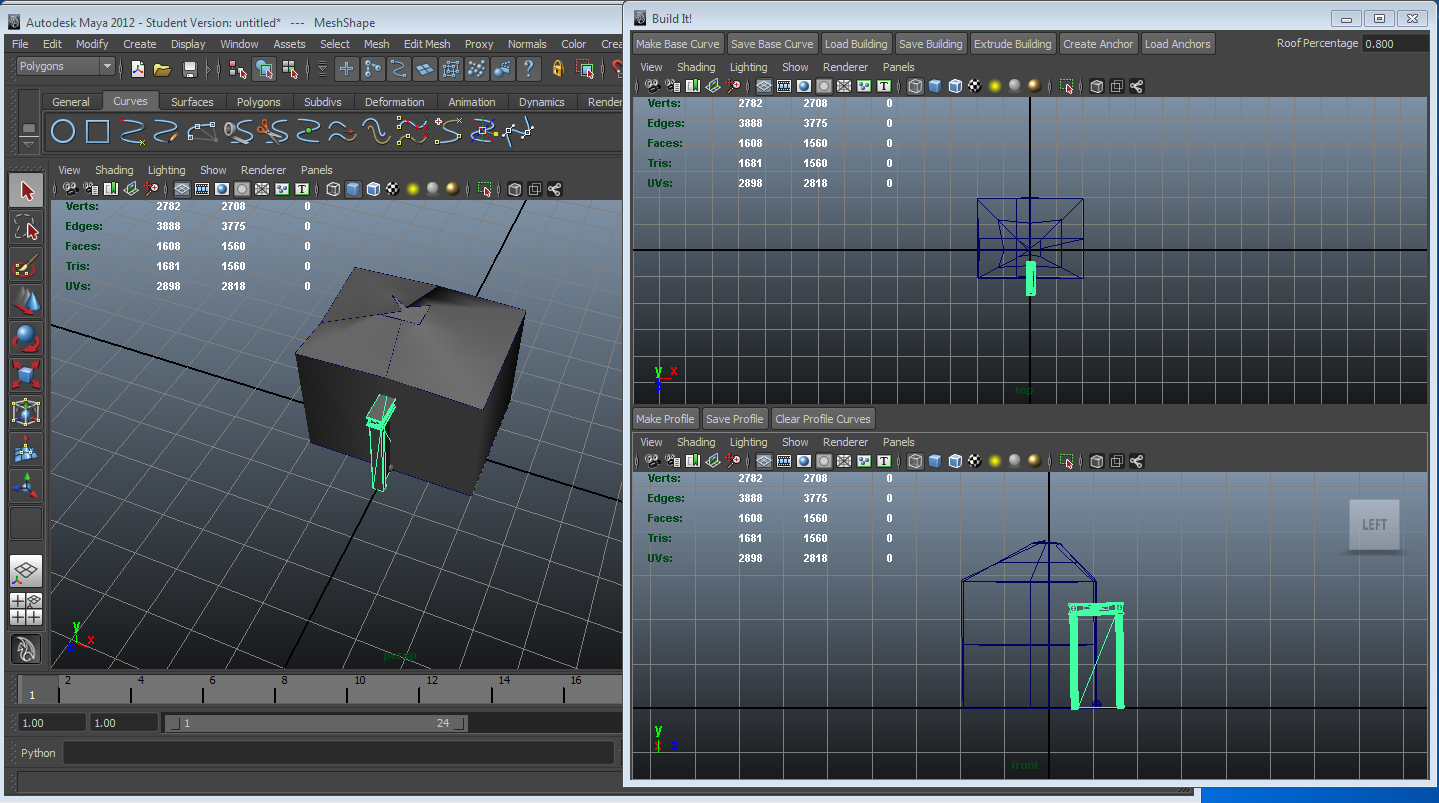 Autodesk Maya 2012 - Student Version: untitled* --- MeshShape
File Edit Modify Create Display Window Assets Select Mesh Edit Mesh Proxy Normals Color Crea
Polygons
General Curves Surfaces Polygons Subdivs Deformation Animation Dynamics Render
View Shading Lighting Show Renderer Panels
Verts: 2782 2708 0
Edges: 3888 3775 0
Faces: 1608 1560 0
Tris: 1681 1560 0
UVs: 2898 2818 0
y
x
z
persp
1 2 4 6 8 10 12 14 16
1.00 1.00 1 24
Python
Build It!
Make Base Curve Save Base Curve Load Building Save Building Extrude Building Create Anchor Load Anchors Roof Percentage 0.800
View Shading Lighting Show Renderer Panels
Verts: 2782 2708 0
Edges: 3888 3775 0
Faces: 1608 1560 0
Tris: 1681 1560 0
UVs: 2898 2818 0
y x
z
top
Make Profile Save Profile Clear Profile Curves
View Shading Lighting Show Renderer Panels
Verts: 2782 2708 0
Edges: 3888 3775 0
Faces: 1608 1560 0
Tris: 1681 1560 0
UVs: 2898 2818 0
LEFT
y
x z
front